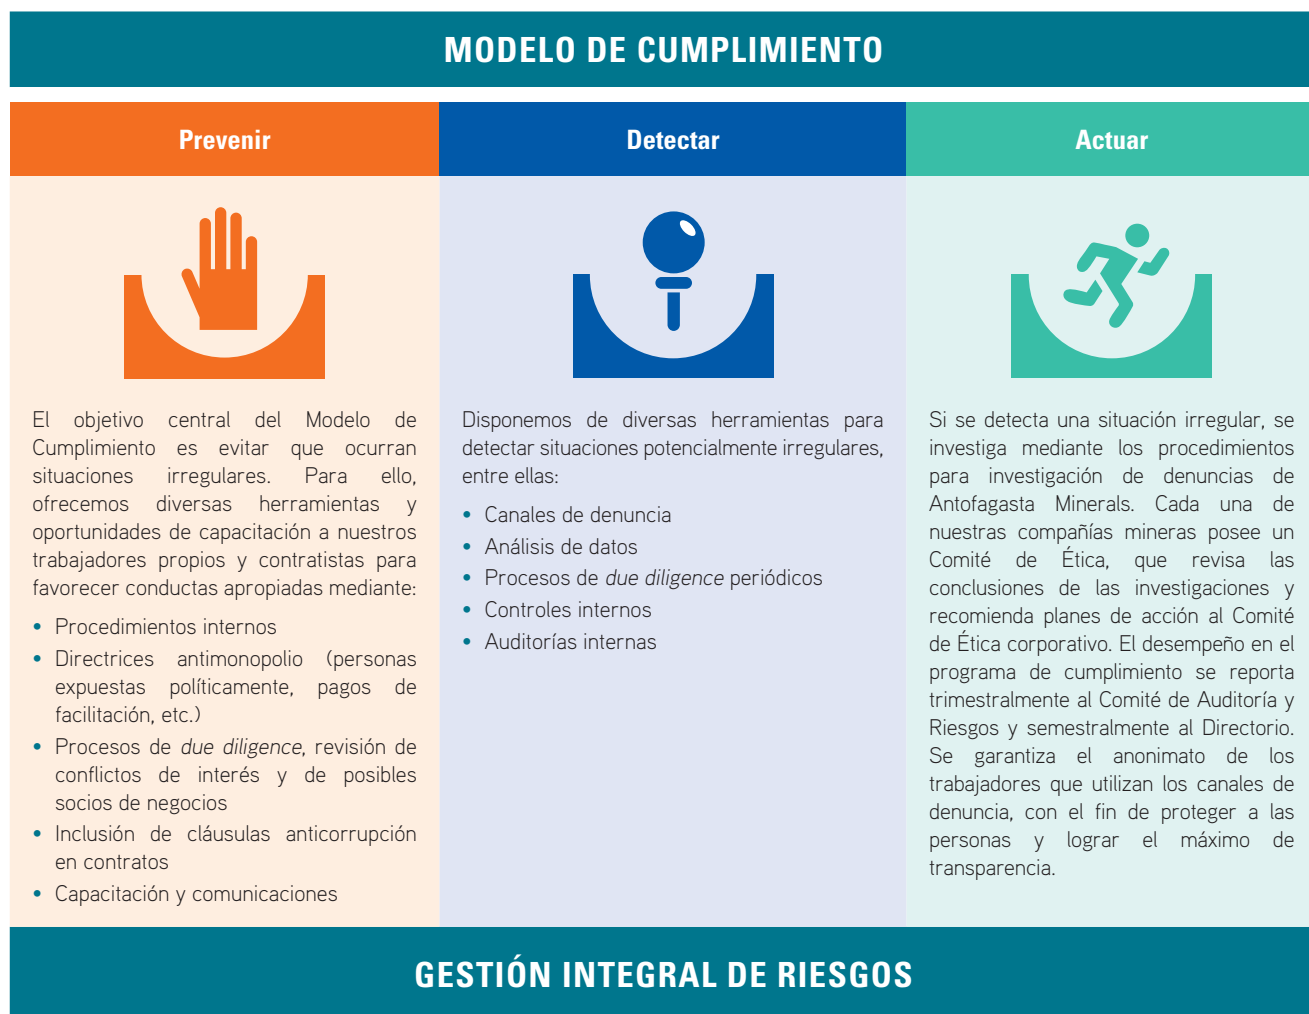 MODELO DE CUMPLIMIENTO
Prevenir
El objetivo central del Modelo de
Cumplimiento es evitar que ocurran
situaciones irregulares. Para ello,
ofrecemos diversas herramientas y
oportunidades de capacitación a nuestros
trabajadores propios y contratistas para
favorecer conductas apropiadas mediante:
• Procedimientos internos
• Directrices antimonopolio (personas
expuestas políticamente, pagos de
facilitación, etc.)
• Procesos de due diligence, revisión de
conflictos de interés y de posibles
socios de negocios
• Inclusión de cláusulas anticorrupción
en contratos
• Capacitación y comunicaciones
Detectar
Disponemos de diversas herramientas para
detectar situaciones potencialmente irregulares,
entre ellas:
• Canales de denuncia
• Análisis de datos
• Procesos de due diligence periódicos
• Controles internos
• Auditorías internas
Actuar
Si se detecta una situación irregular, se
investiga mediante los procedimientos
para investigación de denuncias de
Antofagasta Minerals. Cada una de
nuestras compañías mineras posee un
Comité de Ética, que revisa las
conclusiones de las investigaciones y
recomienda planes de acción al Comité
de Ética corporativo. El desempeño en el
programa de cumplimiento se reporta
trimestralmente al Comité de Auditoría y
Riesgos y semestralmente al Directorio.
Se garantiza el anonimato de los
trabajadores que utilizan los canales de
denuncia, con el fin de proteger a las
personas y lograr el máximo de
transparencia.
GESTIÓN INTEGRAL DE RIESGOS